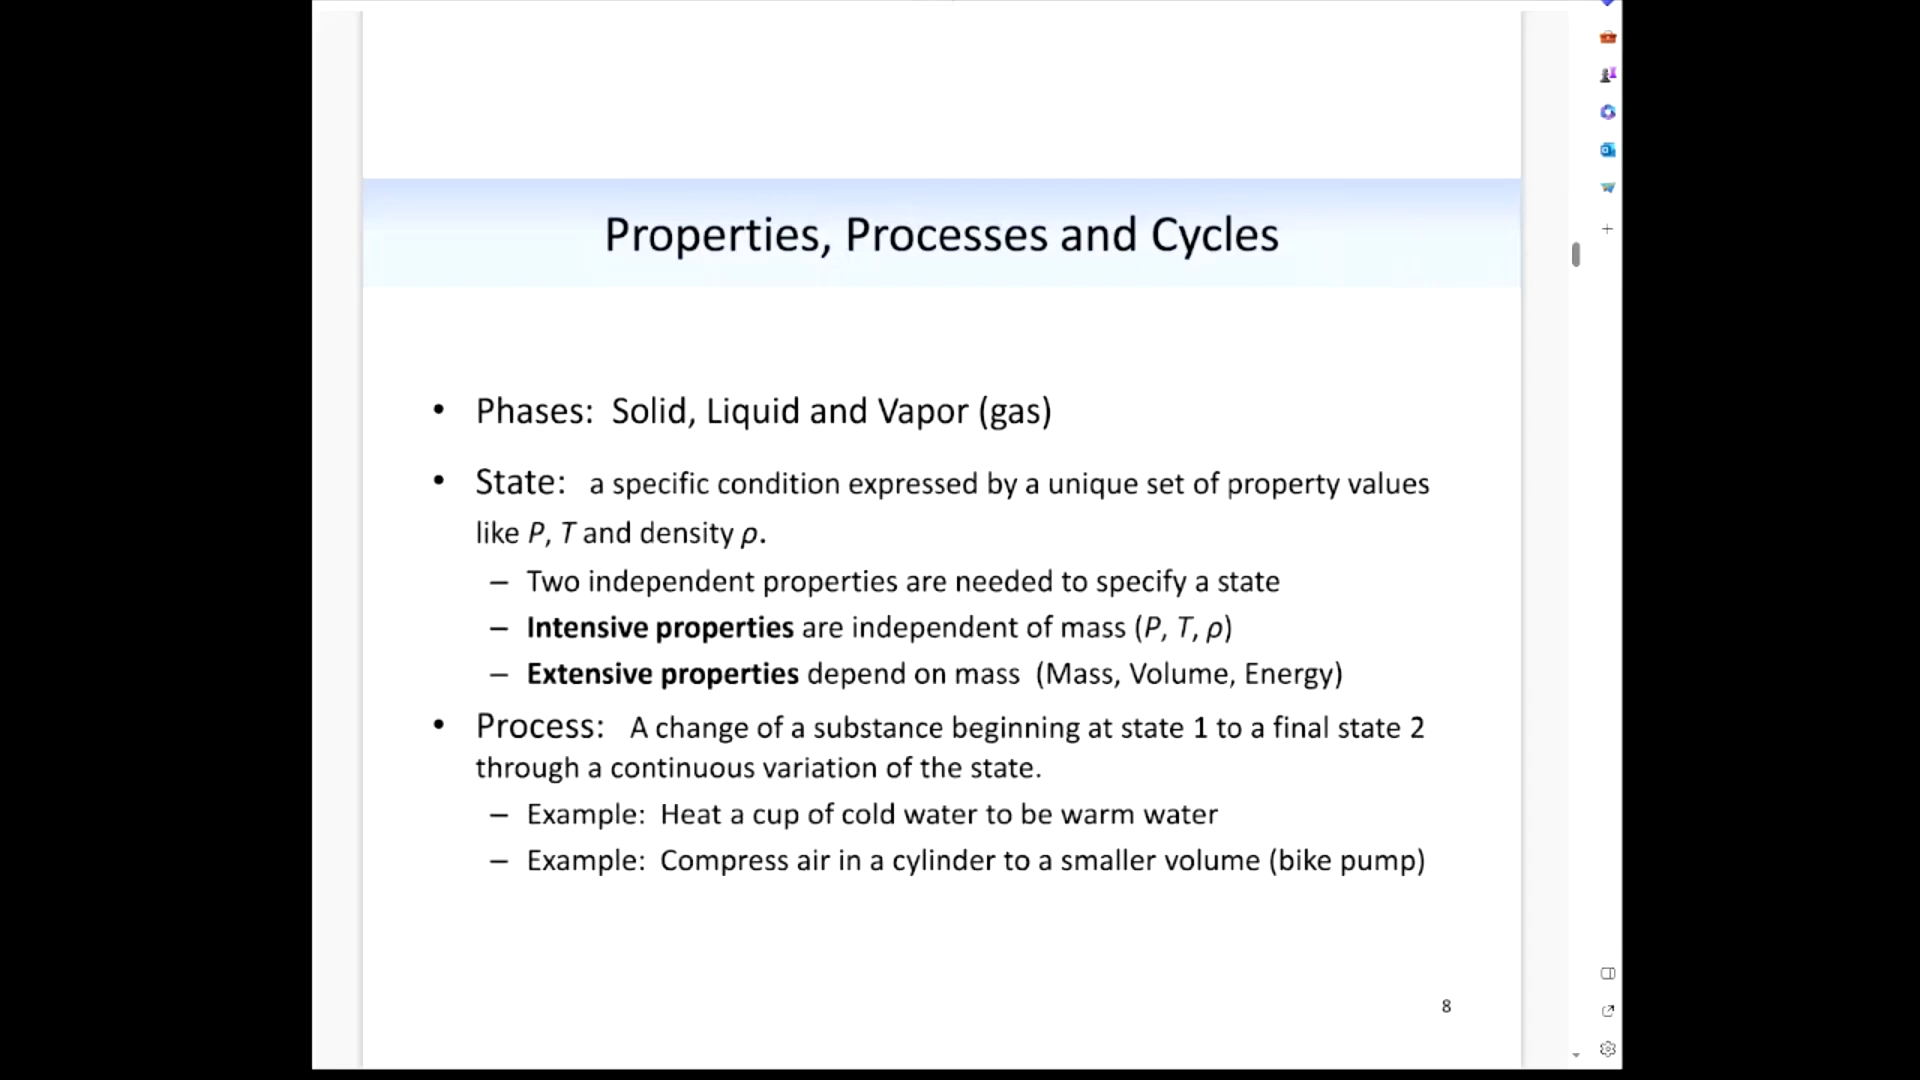 Properties, Processes and Cycles
• Phases: Solid, Liquid and Vapor (gas)
• State: a specific condition expressed by a unique set of property values
like P, T and density ρ.
– Two independent properties are needed to specify a state
– Intensive properties are independent of mass (P, T, ρ)
– Extensive properties depend on mass (Mass, Volume, Energy)
• Process: A change of a substance beginning at state 1 to a final state 2
through a continuous variation of the state.
– Example: Heat a cup of cold water to be warm water
– Example: Compress air in a cylinder to a smaller volume (bike pump)
8